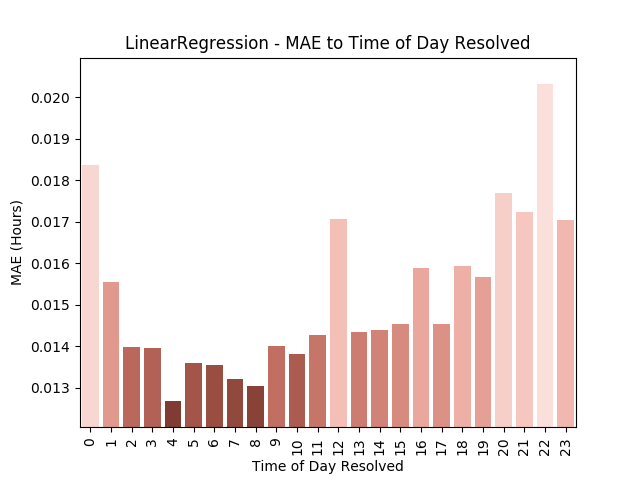 LinearRegression - MAE to Time of Day Resolved
MAE (Hours)
0.020
0.019
0.018
0.017
0.016
0.015
0.014
0.013
0 1 2 3 4 5 6 7 8 9 10 11 12 13 14 15 16 17 18 19 20 21 22 23
Time of Day Resolved